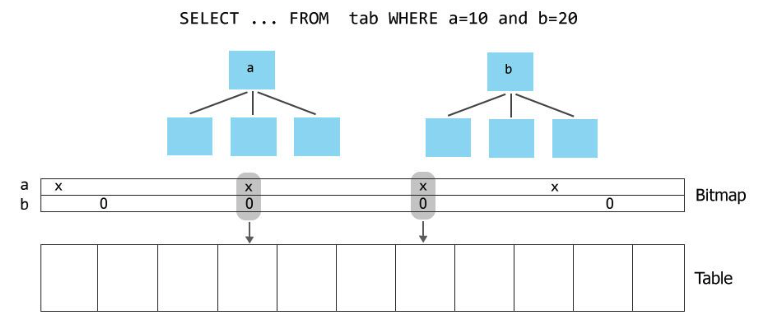 SELECT ... FROM tab WHERE a=10 and b=20
a b
a x x x x
b 0 0 0 0
Bitmap
Table